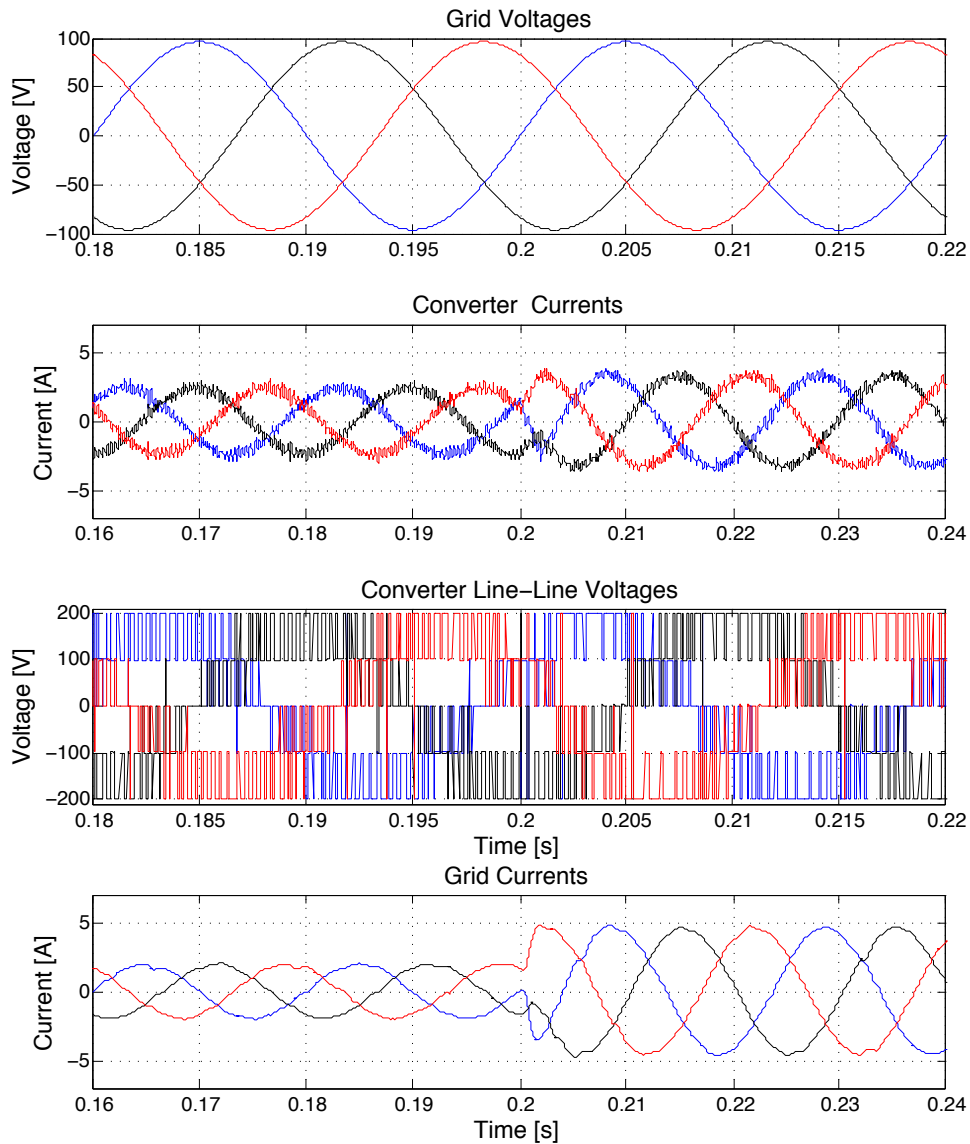 Grid Voltages
Voltage [V]
100
50
0
−50
−100
0.18 0.185 0.19 0.195 0.2 0.205 0.21 0.215 0.22
Converter Currents
Current [A]
5
0
−5
0.16 0.17 0.18 0.19 0.2 0.21 0.22 0.23 0.24
Converter Line−Line Voltages
Voltage [V]
200
100
0
−100
−200
0.18 0.185 0.19 0.195 0.2 0.205 0.21 0.215 0.22
Time [s]
Grid Currents
Current [A]
5
0
−5
0.16 0.17 0.18 0.19 0.2 0.21 0.22 0.23 0.24
Time [s]